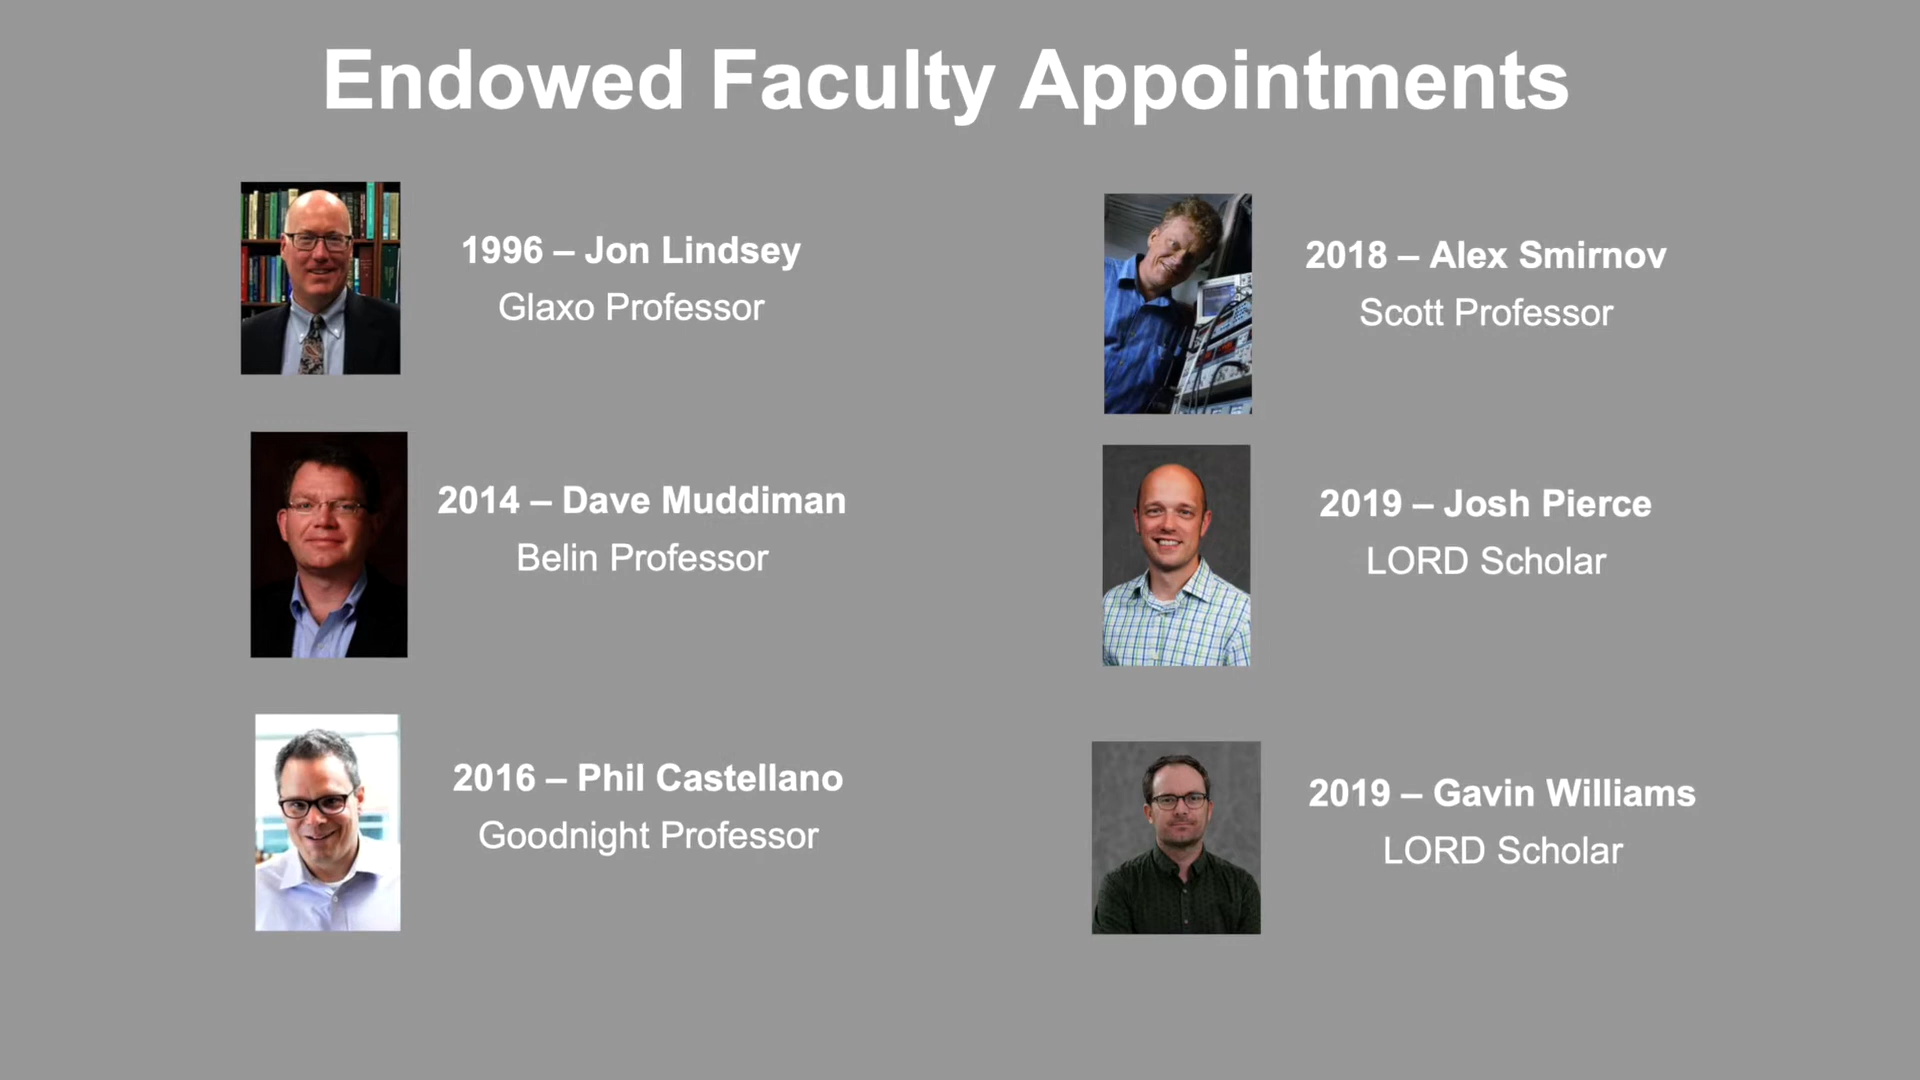 Endowed Faculty Appointments
1996 – Jon Lindsey
Glaxo Professor
2014 – Dave Muddiman
Belin Professor
2016 – Phil Castellano
Goodnight Professor
2018 – Alex Smirnov
Scott Professor
2019 – Josh Pierce
LORD Scholar
2019 – Gavin Williams
LORD Scholar